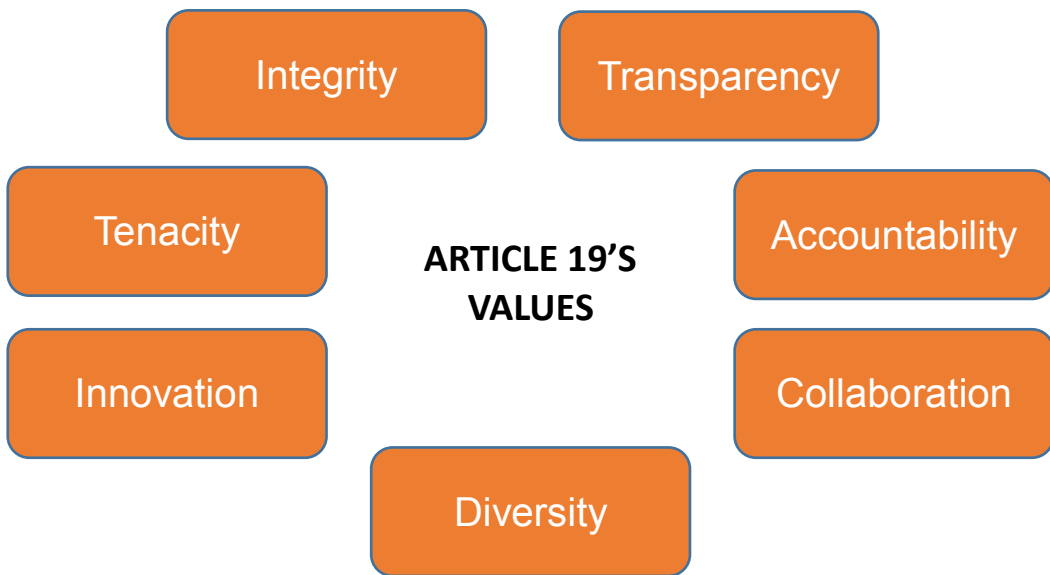 Integrity
Transparency
Tenacity
Accountability
ARTICLE 19’S
VALUES
Innovation
Collaboration
Diversity